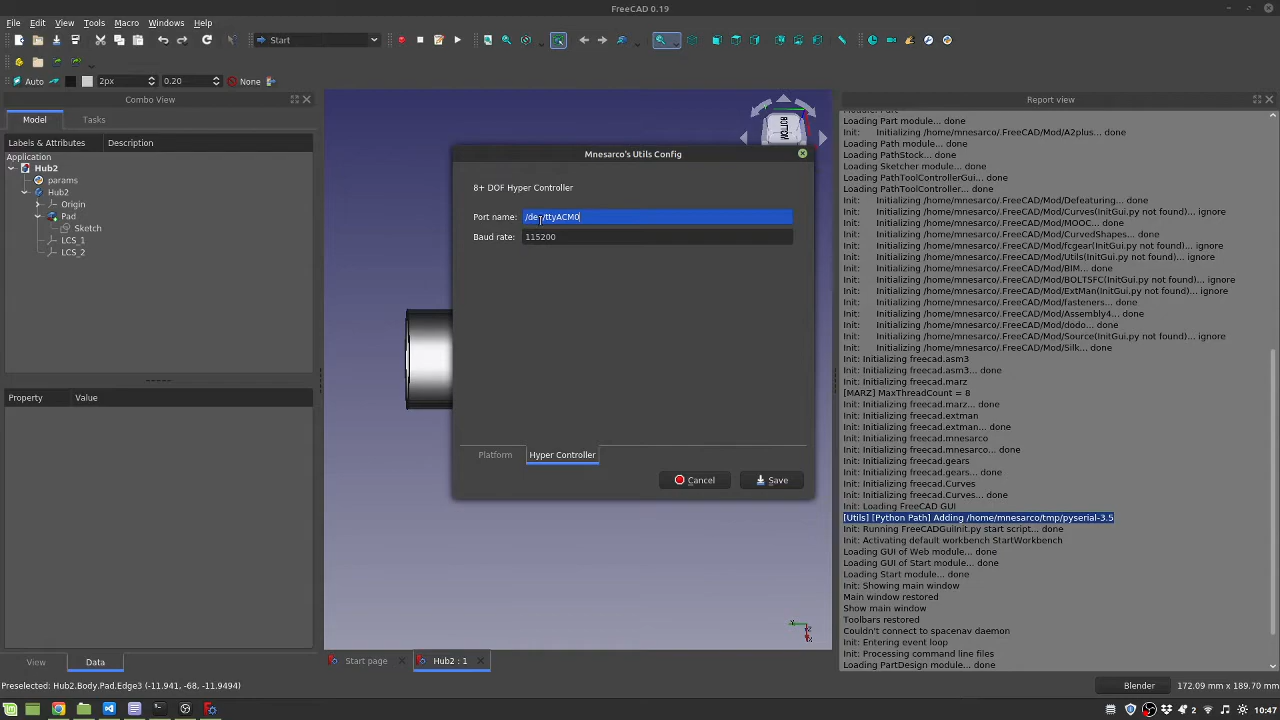 FreeCAD 0.19
File Edit View Tools Macro Windows Help
Start
Auto 2px 0.20 None
Combo View
Model Tasks
Labels & Attributes Description
Application
Hub2
params
Hub2
Origin
Pad
Sketch
LCS_1
LCS_2
Property Value
View Data
BOTTOM
Mnesarco's Utils Config
8+ DOF Hyper Controller
Port name: /dev/ttyACM0
Baud rate: 115200
Platform Hyper Controller
Cancel Save
Start page Hub2 : 1
Report view
Loading Part module... done
Init: Initializing /home/mnesarco/.FreeCAD/Mod/A2plus... done
Loading Path module... done
Loading PathStock... done
Loading Sketcher module... done
Loading PathToolControllerGui... done
Loading PathToolController... done
Init: Initializing /home/mnesarco/.FreeCAD/Mod/Defeaturing... done
Init: Initializing /home/mnesarco/.FreeCAD/Mod/Curves(InitGui.py not found)... ignore
Init: Initializing /home/mnesarco/.FreeCAD/Mod/MOOC... done
Init: Initializing /home/mnesarco/.FreeCAD/Mod/CurvedShapes... done
Init: Initializing /home/mnesarco/.FreeCAD/Mod/fcgear(InitGui.py not found)... ignore
Init: Initializing /home/mnesarco/.FreeCAD/Mod/Utils(InitGui.py not found)... ignore
Init: Initializing /home/mnesarco/.FreeCAD/Mod/BIM... done
Init: Initializing /home/mnesarco/.FreeCAD/Mod/BOLTSFC(InitGui.py not found)... ignore
Init: Initializing /home/mnesarco/.FreeCAD/Mod/ExtMan(InitGui.py not found)... ignore
Init: Initializing /home/mnesarco/.FreeCAD/Mod/fasteners... done
Init: Initializing /home/mnesarco/.FreeCAD/Mod/Assembly4... done
Init: Initializing /home/mnesarco/.FreeCAD/Mod/dodo... done
Init: Initializing /home/mnesarco/.FreeCAD/Mod/Source(InitGui.py not found)... ignore
Init: Initializing /home/mnesarco/.FreeCAD/Mod/Silk... done
Init: Initializing freecad.asm3
Init: Initializing freecad.asm3... done
Init: Initializing freecad.marz
[MARZ] MaxThreadCount = 8
Init: Initializing freecad.marz... done
Init: Initializing freecad.extman
Init: Initializing freecad.extman... done
Init: Initializing freecad.mnesarco
Init: Initializing freecad.mnesarco... done
Init: Initializing freecad.gears
Init: Initializing freecad.gears... done
Init: Initializing freecad.Curves
Init: Initializing freecad.Curves... done
Init: Loading FreeCAD GUI
[Utils] [Python Path] Adding /home/mnesarco/tmp/pyserial-3.5
Init: Running FreeCADGuiInit.py start script... done
Init: Activating default workbench StartWorkbench
Loading GUI of Web module... done
Loading GUI of Start module... done
Loading Start module... done
Init: Showing main window
Main window restored
Show main window
Toolbars restored
Couldn't connect to spacenav daemon
Init: Entering event loop
Init: Processing command line files
Loading PartDesign module... done
Preselected: Hub2.Body.Pad.Edge3 (-11.941, -68, -11.9494)
Blender 172.09 mm x 189.70 mm
2 10:47